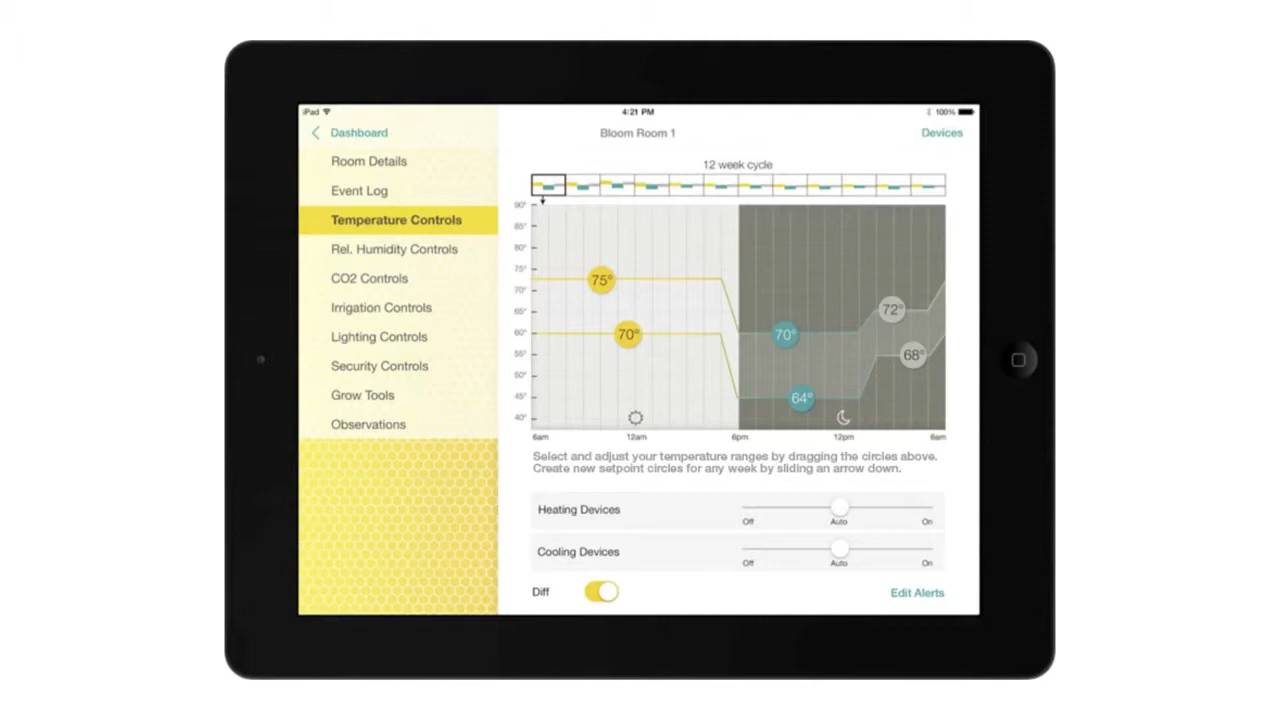 iPad 4:21 PM 100%
Dashboard Bloom Room 1 Devices
Room Details
Event Log
Temperature Controls
Rel. Humidity Controls
CO2 Controls
Irrigation Controls
Lighting Controls
Security Controls
Grow Tools
Observations
12 week cycle
90°
85°
80°
75°
70°
65°
60°
55°
50°
45°
40°
75°
70°
70°
64°
72°
68°
6am 12am 6pm 12pm 6am
Select and adjust your temperature ranges by dragging the circles above.
Create new setpoint circles for any week by sliding an arrow down.
Heating Devices
Off Auto On
Cooling Devices
Off Auto On
Diff
Edit Alerts